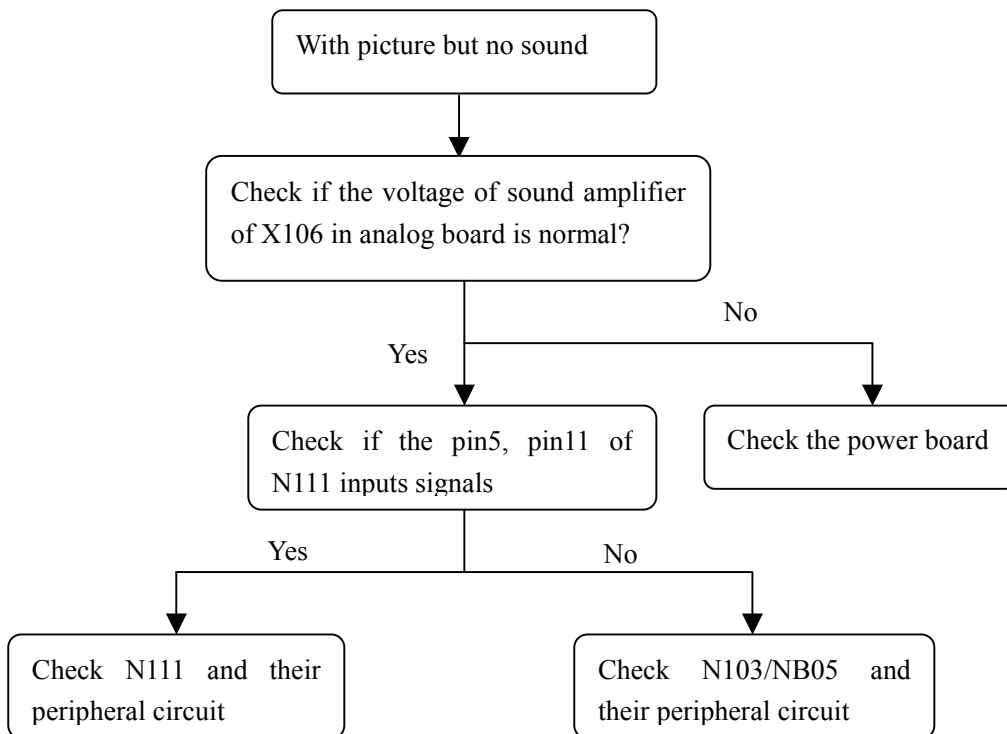 With picture but no sound
Check if the voltage of sound amplifier
of X106 in analog board is normal?
No
Yes
Check if the pin5, pin11 of
N111 inputs signals
Check the power board
Yes
No
Check N111 and their
peripheral circuit
Check N103/NB05 and
their peripheral circuit